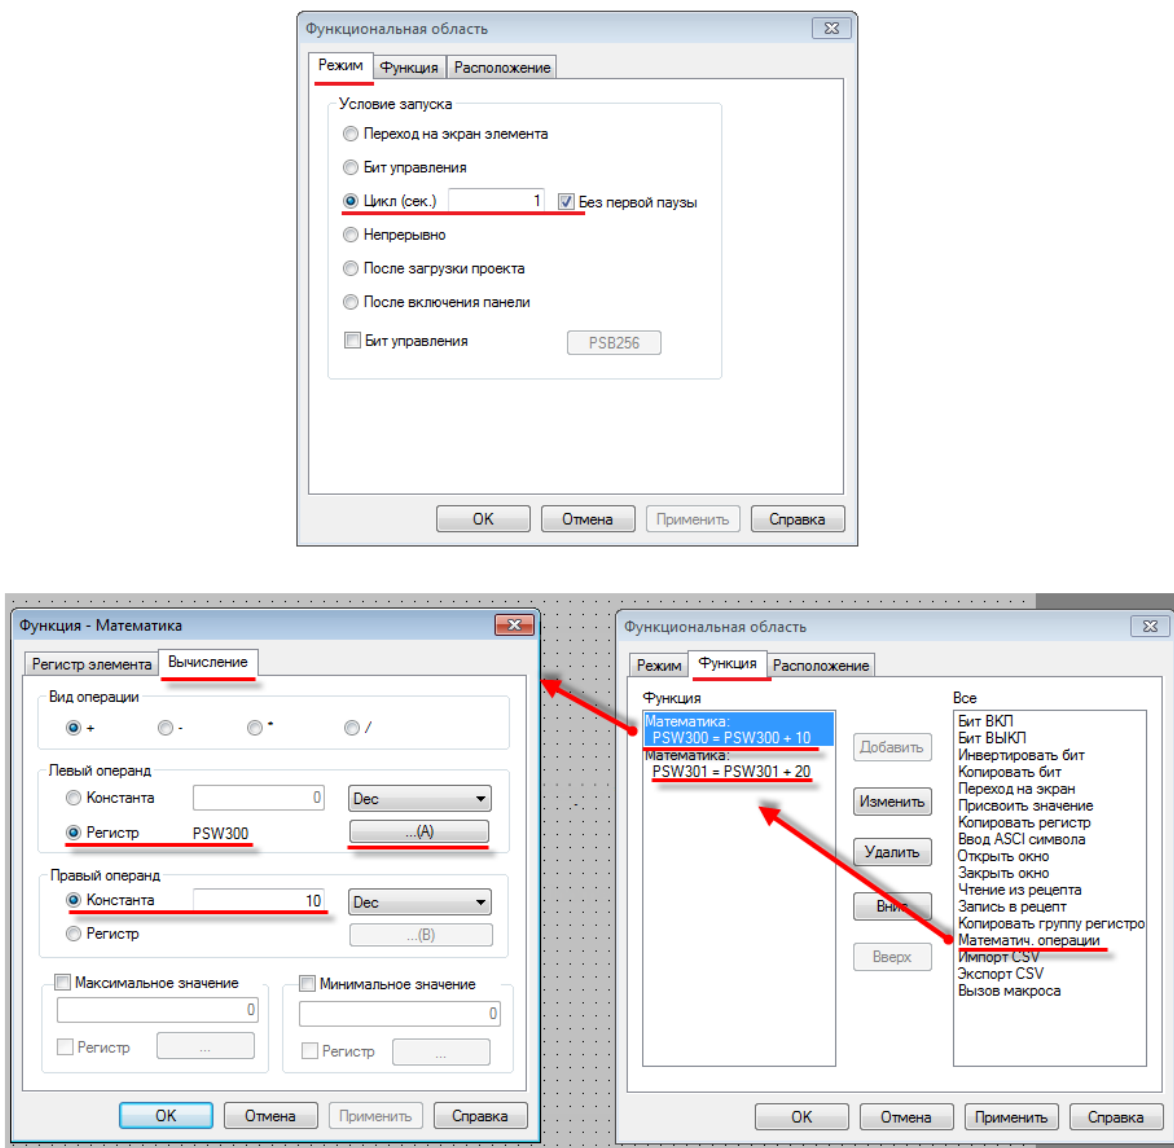 Функциональная область
Режим Функция Расположение
Условие запуска
Переход на экран элемента
Бит управления
Цикл (сек.) 1 Без первой паузы
Непрерывно
После загрузки проекта
После включения панели
Бит управления PSB256
OK Отмена Применить Справка
Функция - Математика
Регистр элемента Вычисление
Вид операции
+ - * /
Левый операнд
Константа 0 Dec
Регистр PSW300 ...(A)
Правый операнд
Константа 10 Dec
Регистр ...(B)
Максимальное значение Минимальное значение
0 0
Регистр ... Регистр ...
OK Отмена Применить Справка
Функциональная область
Режим Функция Расположение
Функция
Математика:
PSW300 = PSW300 + 10
Математика:
PSW301 = PSW301 + 20
Добавить
Изменить
Удалить
Вниз
Вверх
Все
Бит ВКЛ
Бит ВЫКЛ
Инвертировать бит
Копировать бит
Переход на экран
Присвоить значение
Копировать регистр
Ввод ASCI символа
Открыть окно
Закрыть окно
Чтение из рецепта
Запись в рецепт
Копировать группу регистро
Математич. операции
Импорт CSV
Экспорт CSV
Вызов макроса
OK Отмена Применить Справка